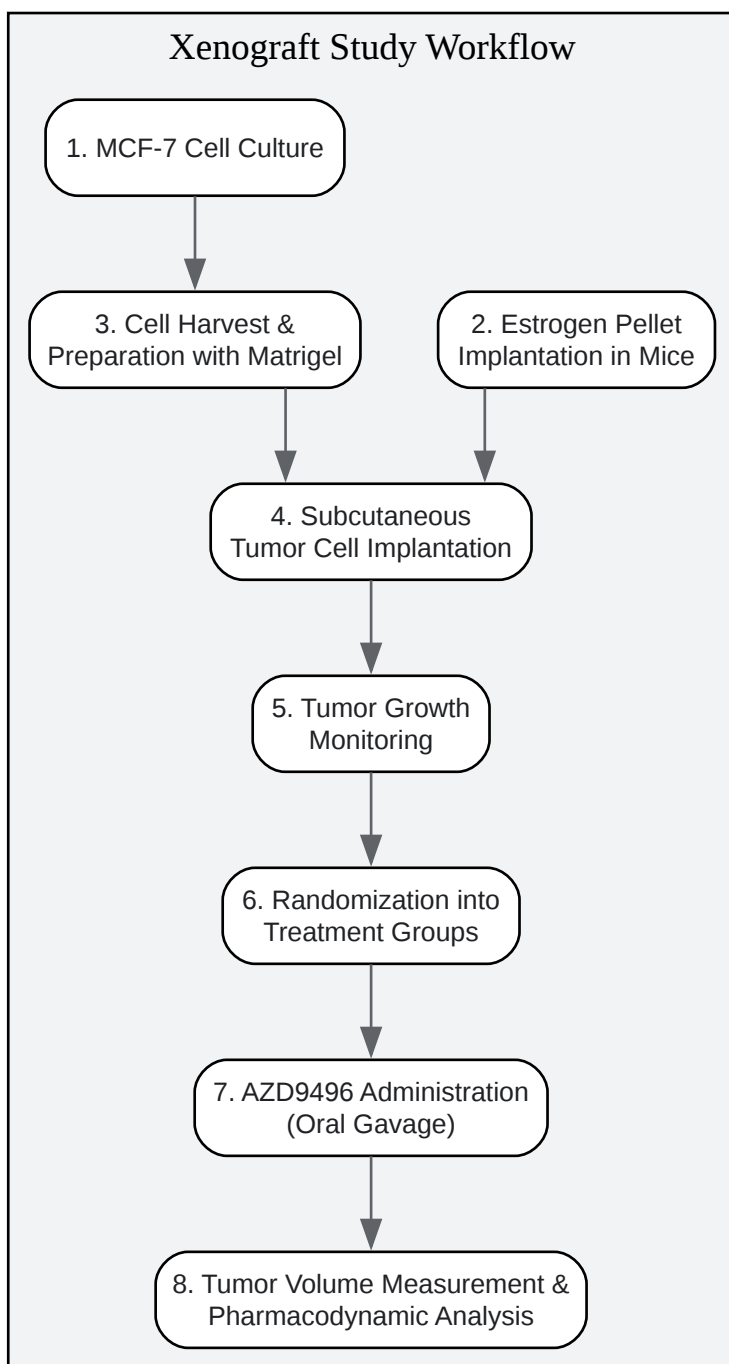 Xenograft Study Workflow
1. MCF-7 Cell Culture
3. Cell Harvest &
Preparation with Matrigel
2. Estrogen Pellet
Implantation in Mice
4. Subcutaneous
Tumor Cell Implantation
5. Tumor Growth
Monitoring
6. Randomization into
Treatment Groups
7. AZD9496 Administration
(Oral Gavage)
8. Tumor Volume Measurement &
Pharmacodynamic Analysis